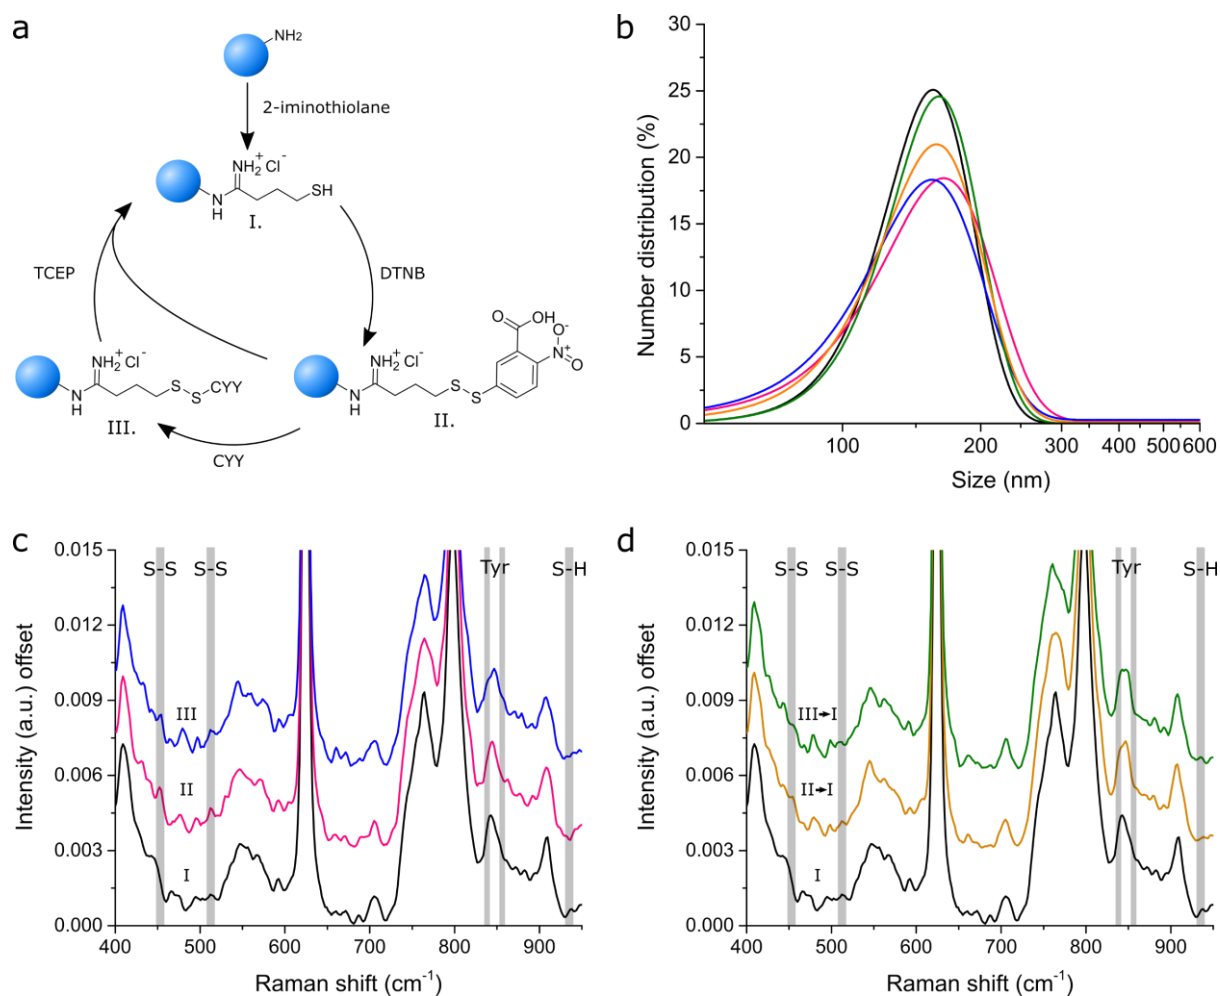 a
NH2
2-iminothiolane
NH2+ Cl-
N
H
SH
I.
TCEP
DTNB
NH2+ Cl-
N
H
S
S
CYY
III.
CYY
NH2+ Cl-
N
H
S
S
O
OH
O-
N+
O
II.
b
Number distribution (%)
30
25
20
15
10
5
0
100
200
300
400
500
600
Size (nm)
c
Intensity (a.u.) offset
0.015
0.012
0.009
0.006
0.003
0.000
S-S
S-S
Tyr
S-H
III
II
I
400
500
600
700
800
900
Raman shift (cm-1)
d
Intensity (a.u.) offset
0.015
0.012
0.009
0.006
0.003
0.000
S-S
S-S
Tyr
S-H
III→I
II→I
I
400
500
600
700
800
900
Raman shift (cm-1)